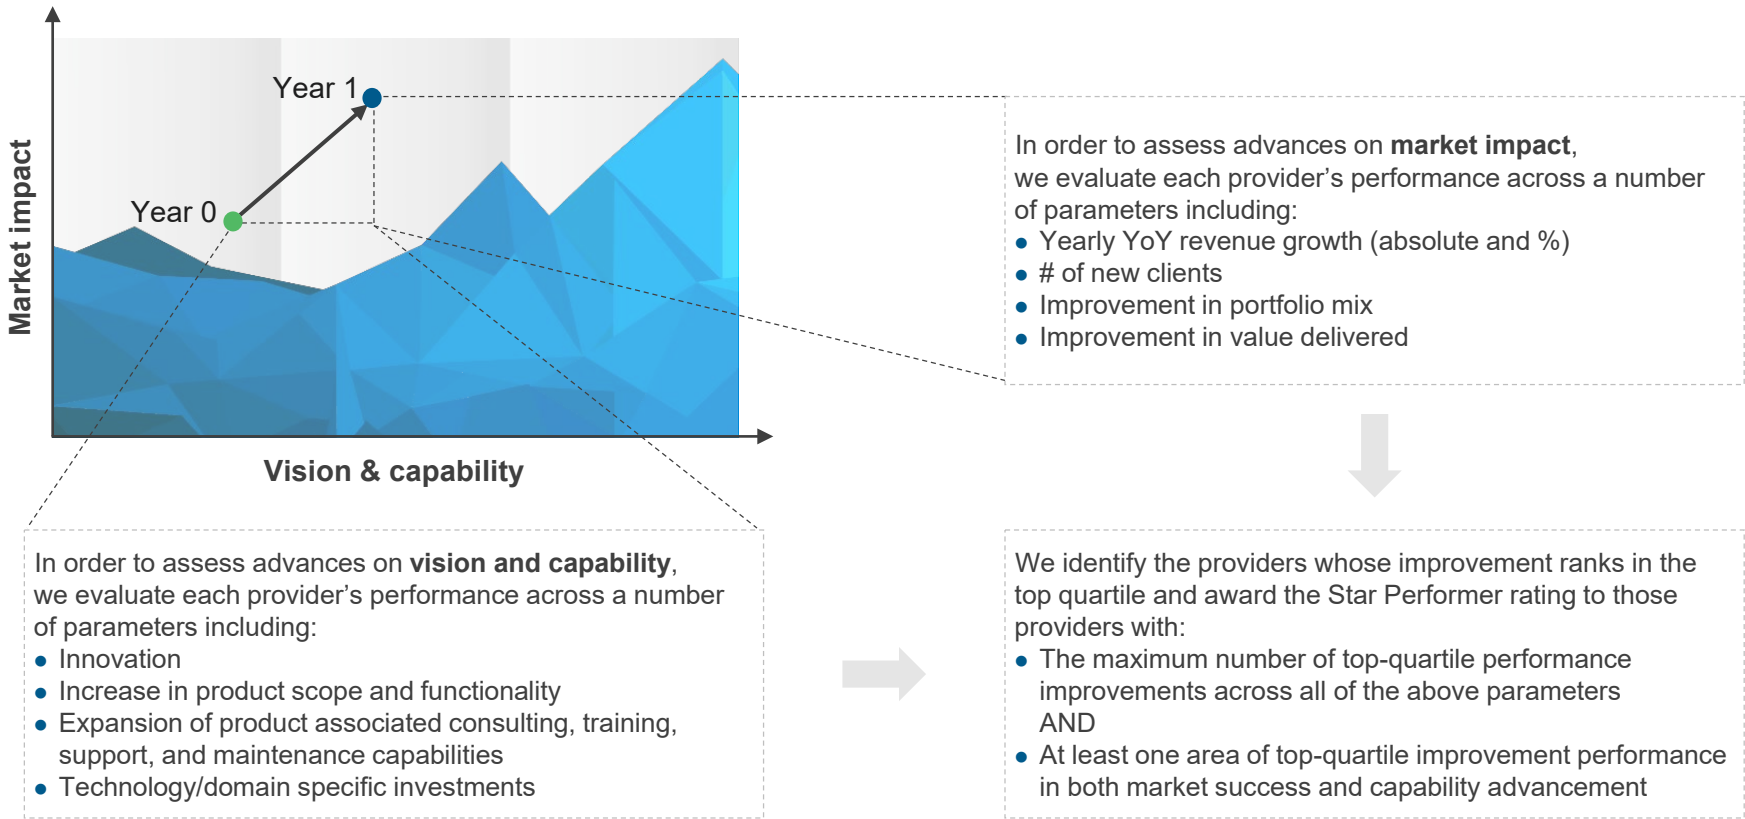 Year 1
Year 0
Market impact
Vision & capability
In order to assess advances on market impact,
we evaluate each provider’s performance across a number
of parameters including:
● Yearly YoY revenue growth (absolute and %)
● # of new clients
● Improvement in portfolio mix
● Improvement in value delivered
In order to assess advances on vision and capability,
we evaluate each provider’s performance across a number
of parameters including:
● Innovation
● Increase in product scope and functionality
● Expansion of product associated consulting, training,
support, and maintenance capabilities
● Technology/domain specific investments
We identify the providers whose improvement ranks in the
top quartile and award the Star Performer rating to those
providers with:
● The maximum number of top-quartile performance
improvements across all of the above parameters
AND
● At least one area of top-quartile improvement performance
in both market success and capability advancement